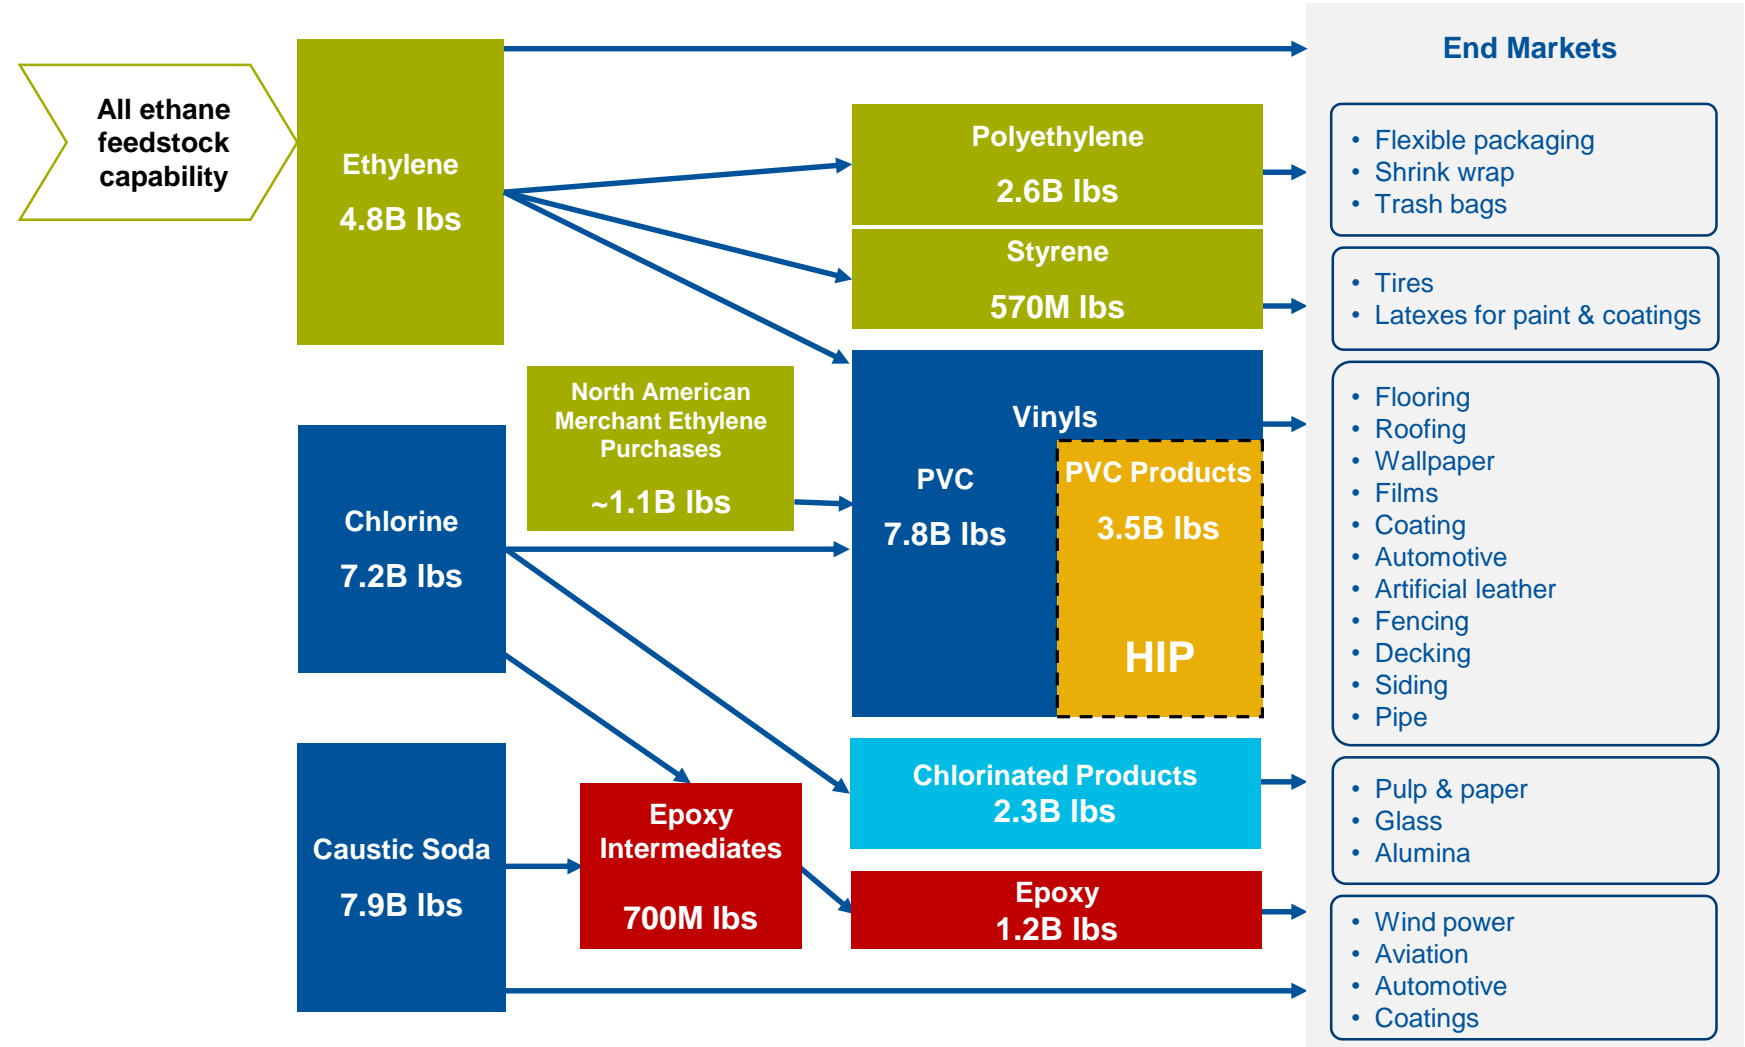 All ethane
feedstock
capability
Ethylene
4.8B lbs
Chlorine
7.2B lbs
Caustic Soda
7.9B lbs
North American
Merchant Ethylene
Purchases
~1.1B lbs
Epoxy
Intermediates
700M lbs
Polyethylene
2.6B lbs
Styrene
570M lbs
Vinyls
PVC
7.8B lbs
PVC Products
3.5B lbs
HIP
Chlorinated Products
2.3B lbs
Epoxy
1.2B lbs
End Markets
• Flexible packaging
• Shrink wrap
• Trash bags
• Tires
• Latexes for paint & coatings
• Flooring
• Roofing
• Wallpaper
• Films
• Coating
• Automotive
• Artificial leather
• Fencing
• Decking
• Siding
• Pipe
• Pulp & paper
• Glass
• Alumina
• Wind power
• Aviation
• Automotive
• Coatings